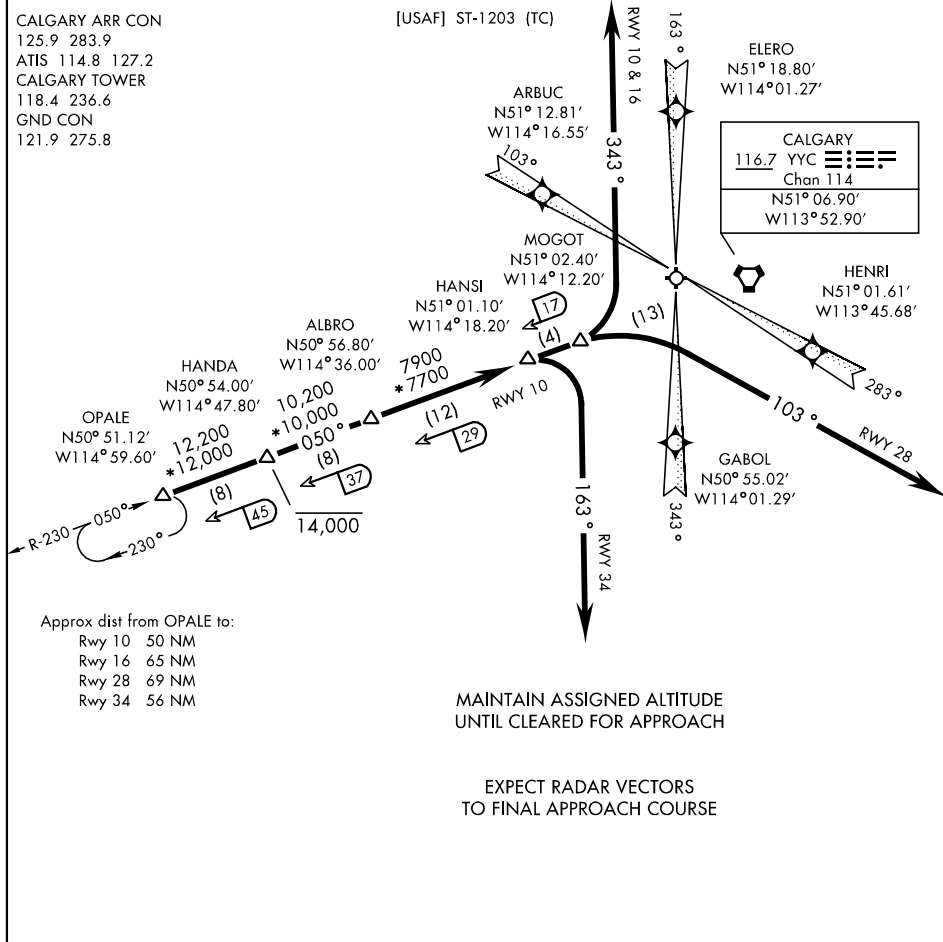 CALGARY ARR CON
125.9 283.9
ATIS 114.8 127.2
CALGARY TOWER
118.4 236.6
GND CON
121.9 275.8
[USAF] ST-1203 (TC)
RWY 10 & 16
343°
163°
ELERO
N51° 18.80'
W114° 01.27'
ARBUC
N51° 12.81'
W114° 16.55'
103°
CALGARY
116.7 YYC
Chan 114
N51° 06.90'
W113° 52.90'
MOGOT
N51° 02.40'
W114° 12.20'
17
(4)
(13)
HENRI
N51° 01.61'
W113° 45.68'
283°
HANSI
N51° 01.10'
W114° 18.20'
ALBRO
N50° 56.80'
W114° 36.00'
7900
*7700
(12)
29
RWY 10
HANDA
N50° 54.00'
W114° 47.80'
10,200
*10,000
050°
(8)
37
OPALE
N50° 51.12'
W114° 59.60'
12,200
*12,000
(8)
45
14,000
R-230
050°
230°
103°
RWY 28
163°
RWY 34
GABOL
N50° 55.02'
W114° 01.29'
343°
Approx dist from OPALE to:
Rwy 10 50 NM
Rwy 16 65 NM
Rwy 28 69 NM
Rwy 34 56 NM
MAINTAIN ASSIGNED ALTITUDE
UNTIL CLEARED FOR APPROACH
EXPECT RADAR VECTORS
TO FINAL APPROACH COURSE